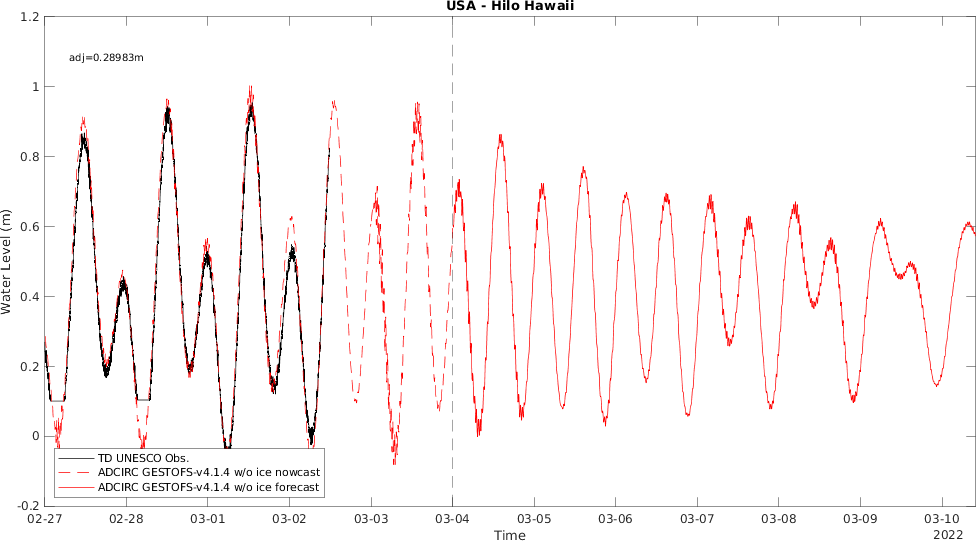 USA - Hilo Hawaii
1.2
1
0.8
0.6
0.4
0.2
0
-0.2
Water Level (m)
adj=0.28983m
TD UNESCO Obs.
ADCIRC GESTOFS-v4.1.4 w/o ice nowcast
ADCIRC GESTOFS-v4.1.4 w/o ice forecast
02-27 02-28 03-01 03-02 03-03 03-04 03-05 03-06 03-07 03-08 03-09 03-10
Time
2022